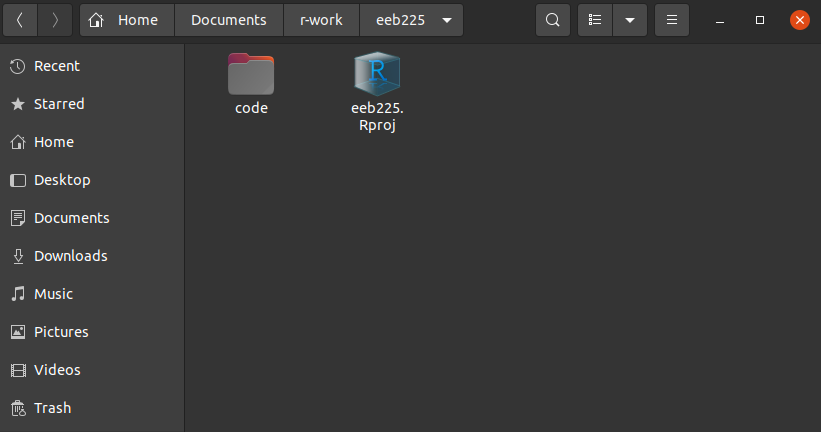 Home Documents r-work eeb225
Recent
Starred
Home
Desktop
Documents
Downloads
Music
Pictures
Videos
Trash
code
R
eeb225.
Rproj